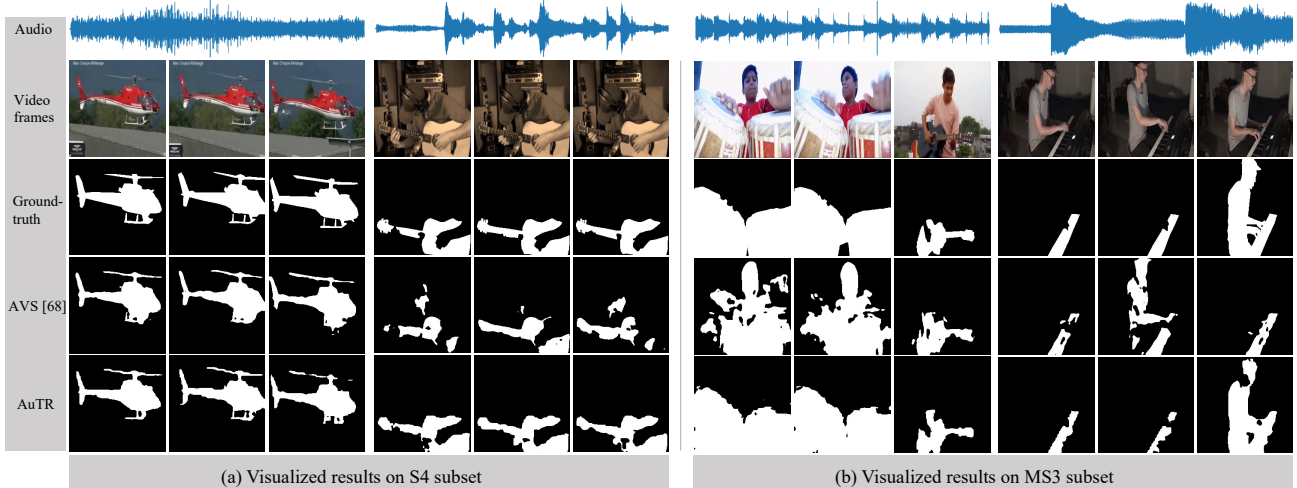 Audio
Video
frames
Ground-
truth
AVS [68]
AuTR
(a) Visualized results on S4 subset
(b) Visualized results on MS3 subset